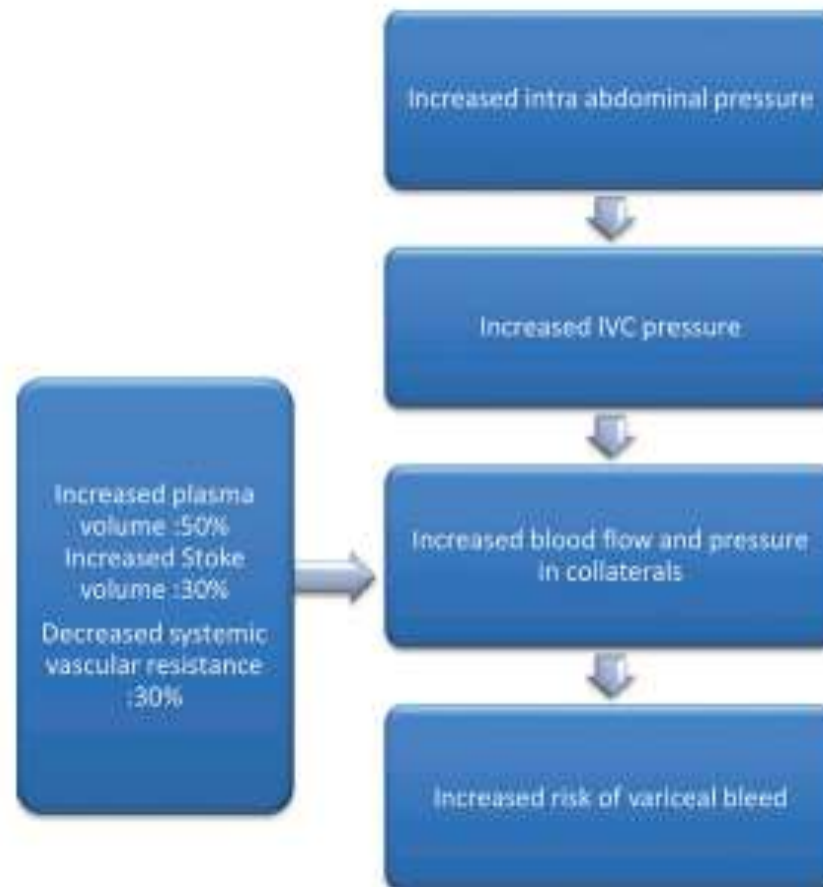 Increased intra abdominal pressure
Increased IVC pressure
Increased plasma
volume :50%
Increased Stoke
volume :30%
Decreased systemic
vascular resistance
:30%
Increased blood flow and pressure
in collaterals
Increased risk of variceal bleed